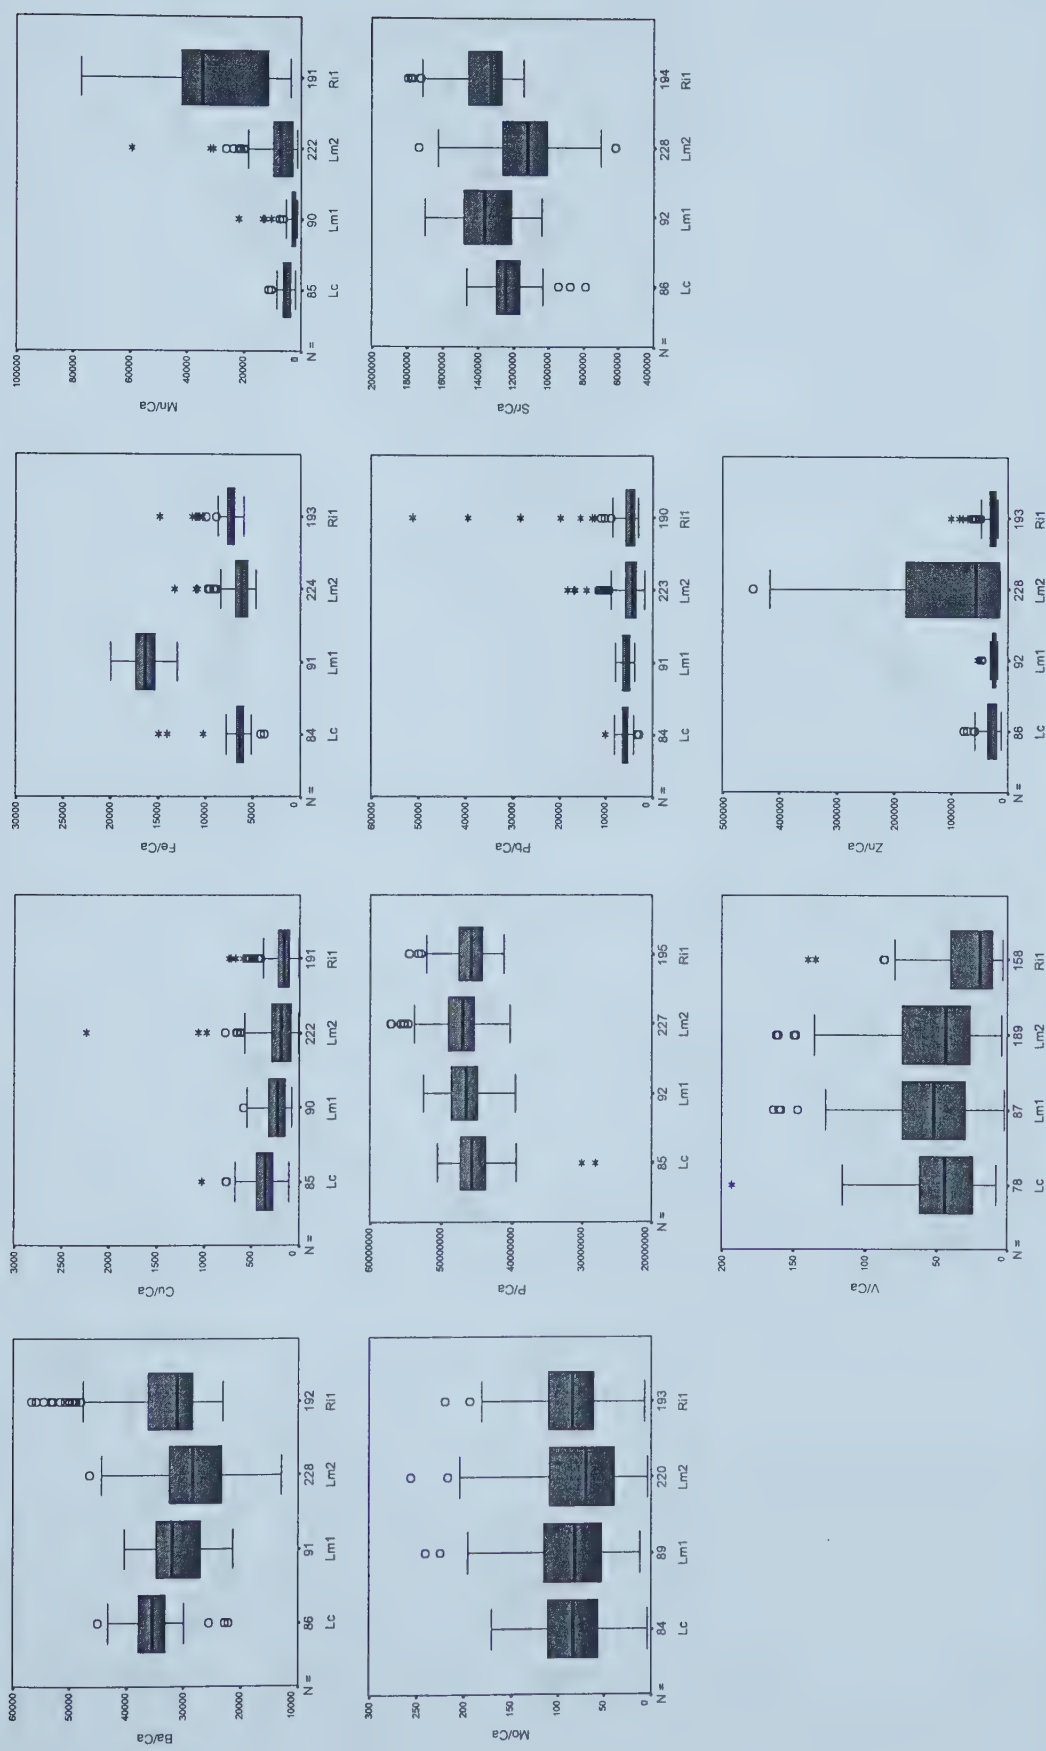 Ba/Ca
60000
50000
40000
30000
20000
10000
N = 86 91 228 192
Lc Lm1 Lm2 Ri1
Cu/Ca
3000
2500
2000
1500
1000
500
0
N = 85 90 222 191
Lc Lm1 Lm2 Ri1
Fe/Ca
30000
25000
20000
15000
10000
5000
0
N = 84 91 224 193
Lc Lm1 Lm2 Ri1
Mn/Ca
100000
80000
60000
40000
20000
0
N = 85 90 222 191
Lc Lm1 Lm2 Ri1
Mo/Ca
300
250
200
150
100
50
0
N = 84 89 220 193
Lc Lm1 Lm2 Ri1
P/Ca
60000000
50000000
40000000
30000000
20000000
N = 85 92 227 195
Lc Lm1 Lm2 Ri1
Pb/Ca
60000
50000
40000
30000
20000
10000
0
N = 84 91 223 190
Lc Lm1 Lm2 Ri1
Sr/Ca
2000000
1800000
1600000
1400000
1200000
1000000
800000
600000
400000
N = 86 92 228 194
Lc Lm1 Lm2 Ri1
V/Ca
200
150
100
50
0
N = 78 87 189 158
Lc Lm1 Lm2 Ri1
Zn/Ca
500000
400000
300000
200000
100000
0
N = 86 92 228 193
Lc Lm1 Lm2 Ri1